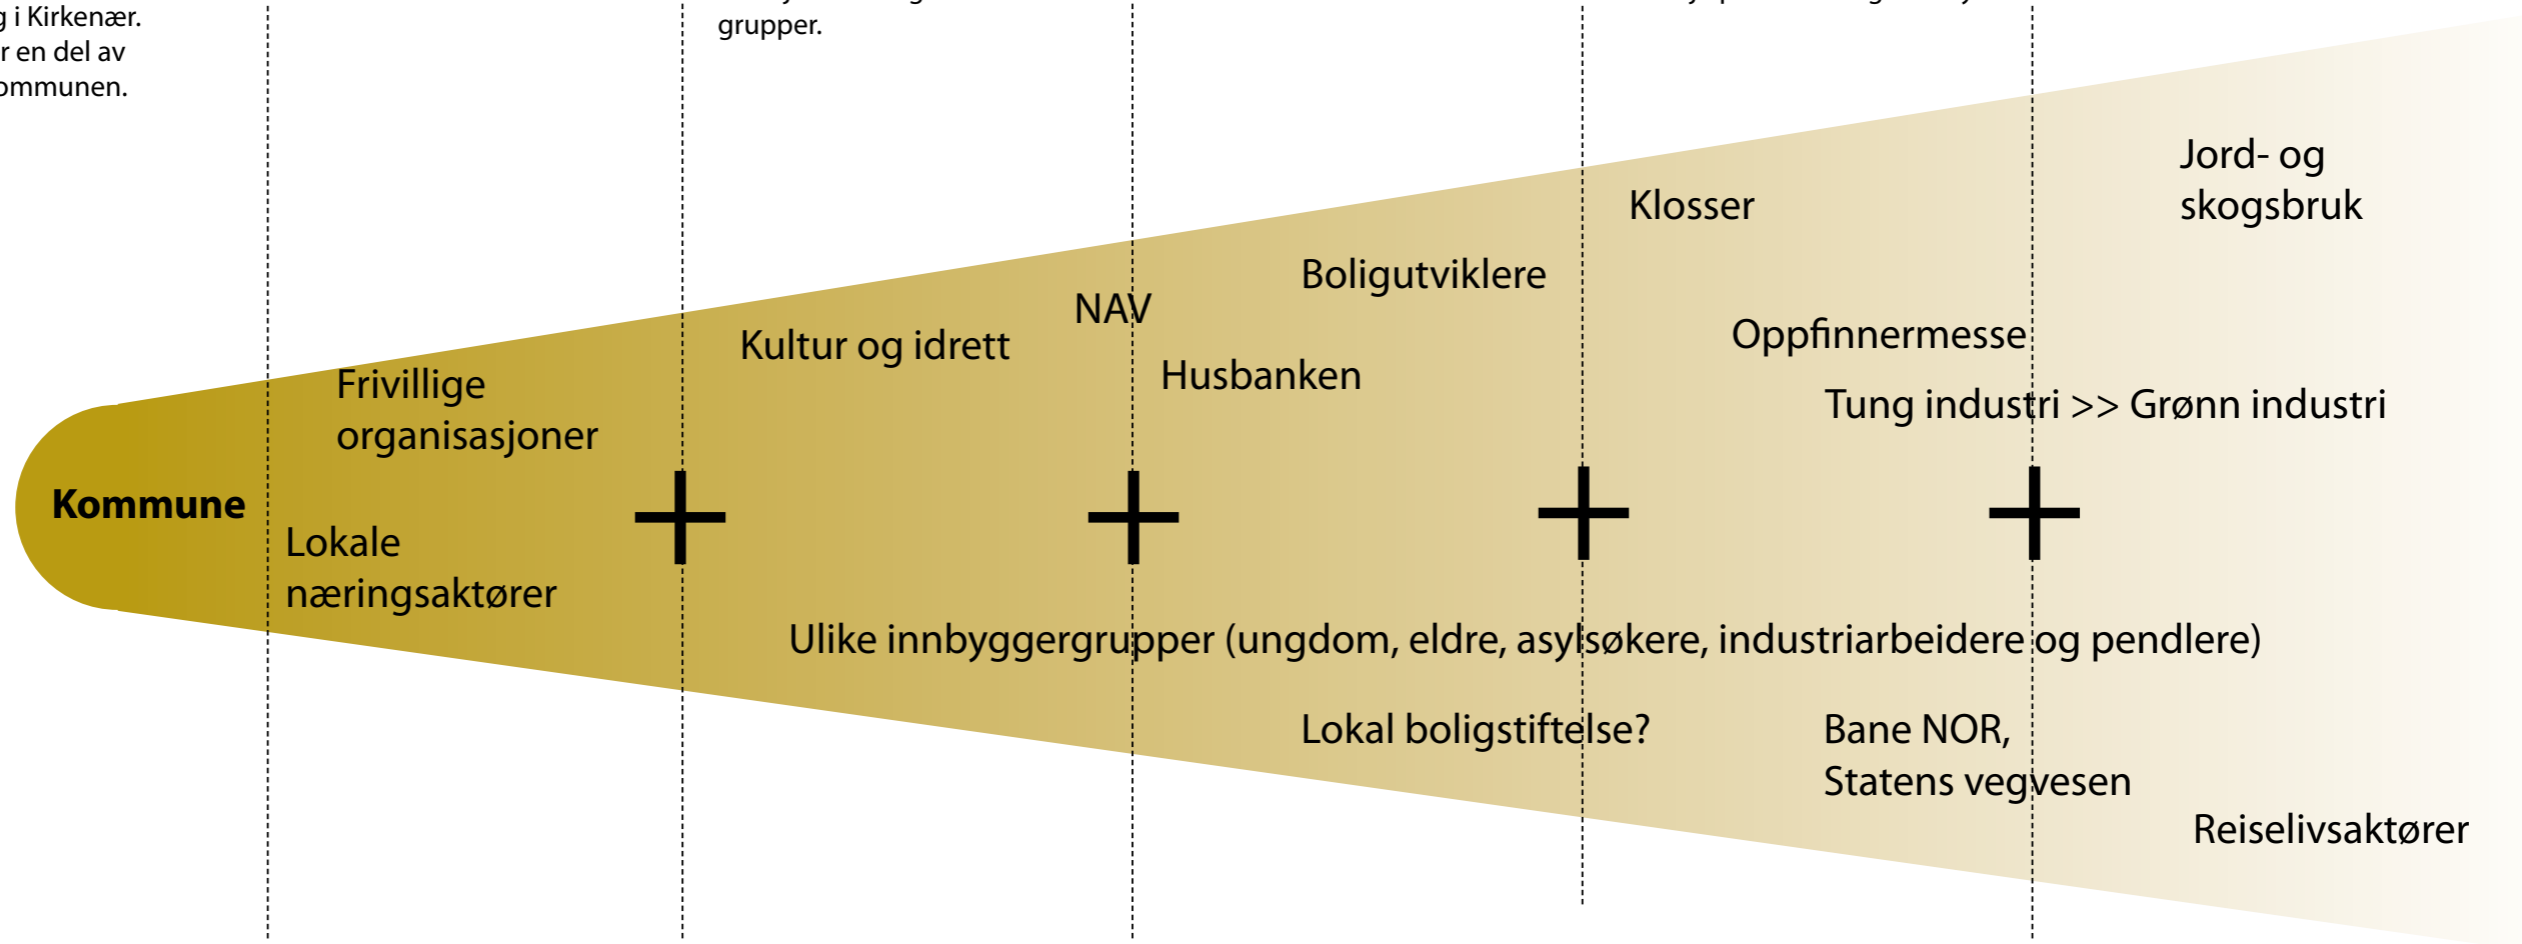 i Kirkenær.
r en del av
ommunen.
grupper.
Jord- og
skogsbruk
Klosser
Boligutviklere
NAV
Oppfinnermesse
Kultur og idrett
Husbanken
Frivillige
organisasjoner
Tung industri >> Grønn industri
Kommune
Lokale
næringsaktører
Ulike innbyggergrupper (ungdom, eldre, asylsøkere, industriarbeidere og pendlere)
Lokal boligstiftelse?
Bane NOR,
Statens vegvesen
Reiselivsaktører